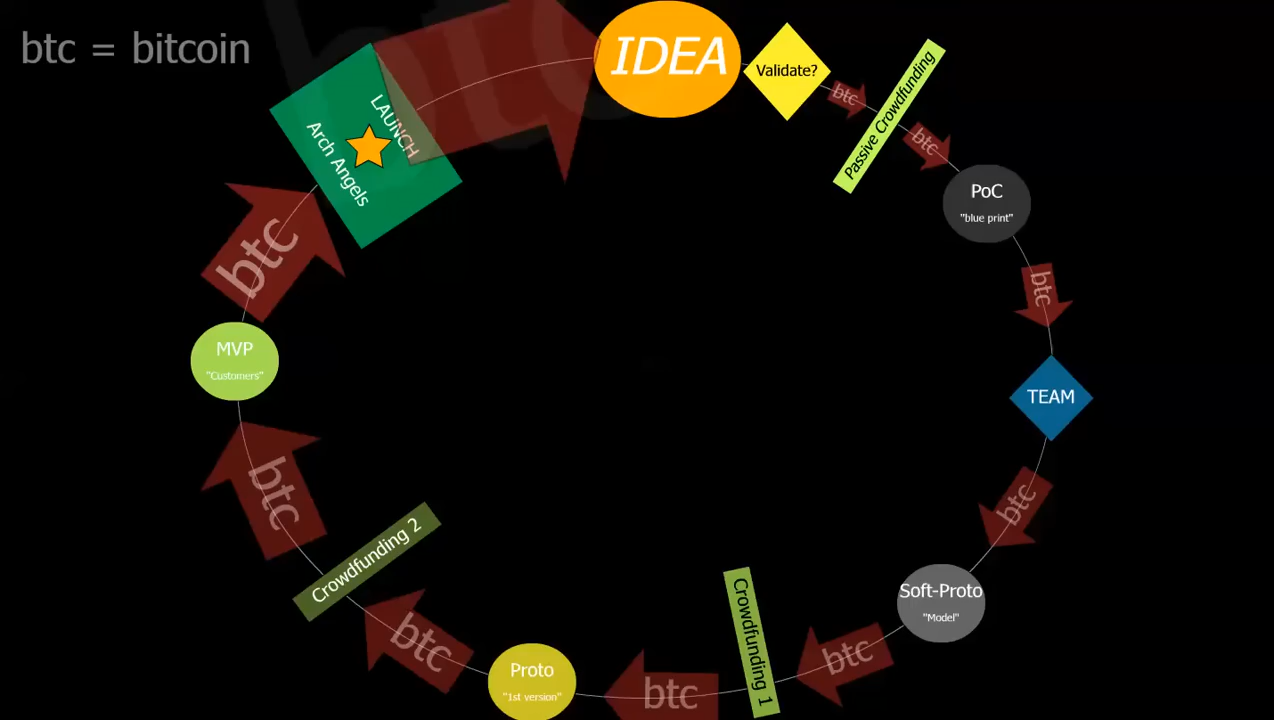 btc = bitcoin
IDEA
Validate?
btc
Passive Crowdfunding
btc
PoC
"blue print"
btc
TEAM
btc
Soft-Proto
"Model"
btc
Crowdfunding 1
btc
Proto
"1st version"
btc
Crowdfunding 2
btc
MVP
"Customers"
btc
LAUNCH
Arch Angels
btc